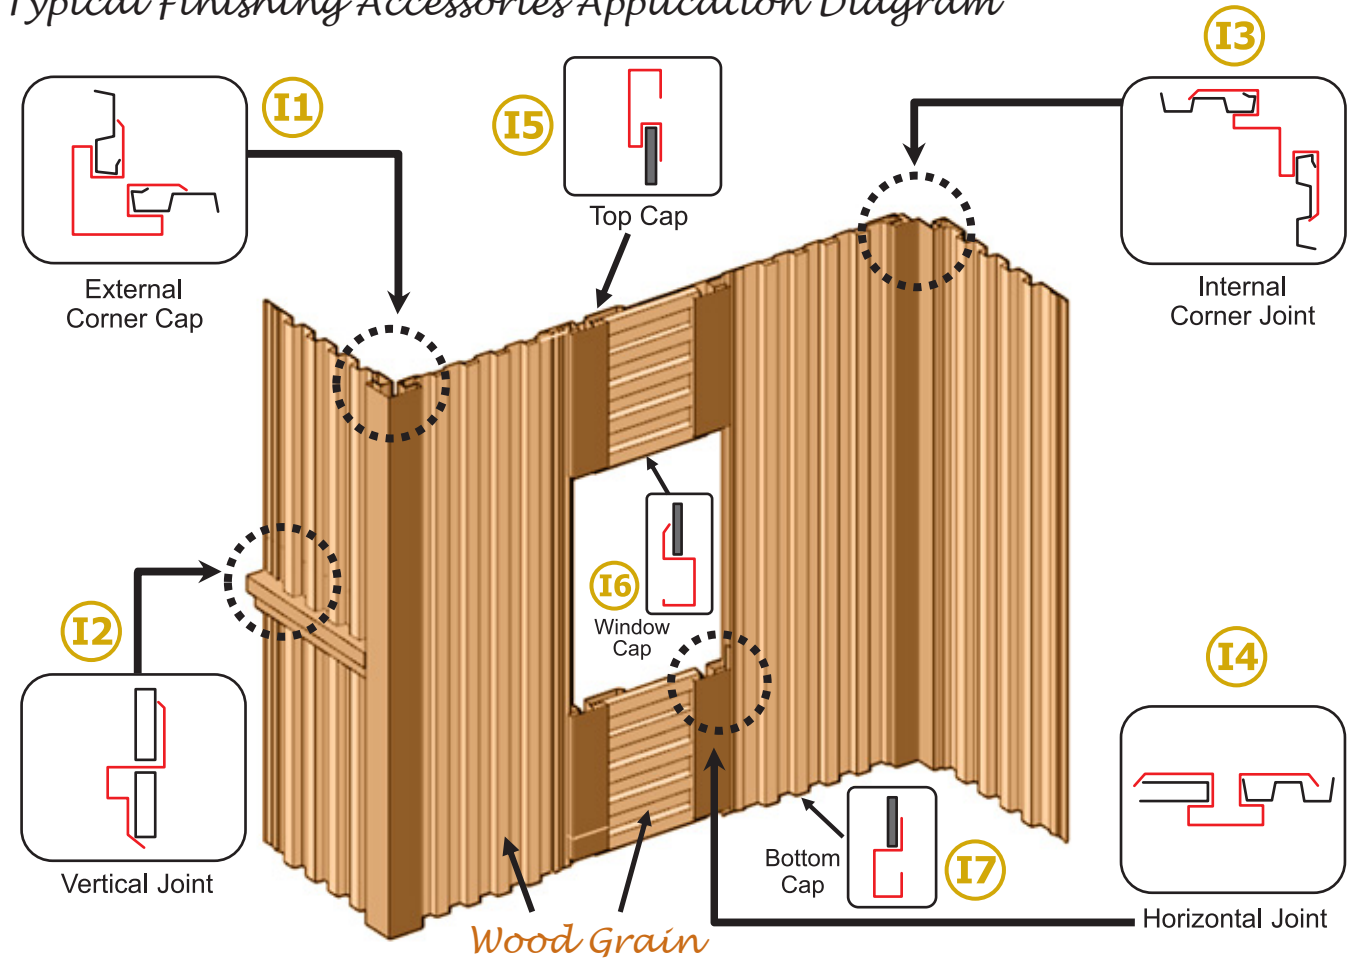 Typical Finishing Accessories Application Diagram
I1
External
Corner Cap
I5
Top Cap
I3
Internal
Corner Joint
I2
Vertical Joint
I6
Window
Cap
I4
Horizontal Joint
I7
Bottom
Cap
Wood Grain